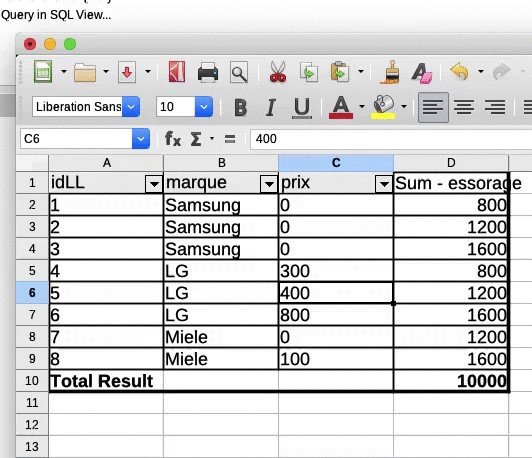 Query in SQL View...
Liberation Sans 10 B I U A
C6 fx Σ = 400
A B C D
1 idLL marque prix Sum - essorage
2 1 Samsung 0 800
3 2 Samsung 0 1200
4 3 Samsung 0 1600
5 4 LG 300 800
6 5 LG 400 1200
7 6 LG 800 1600
8 7 Miele 0 1200
9 8 Miele 100 1600
10 Total Result 10000
11
12
13